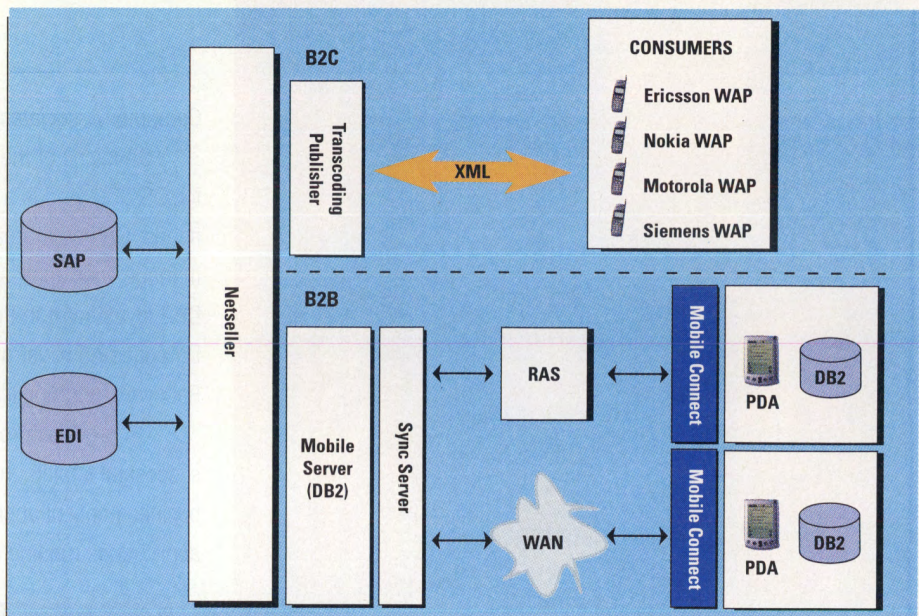 B2C
CONSUMERS
Transcoding
Publisher
XML
Ericsson WAP
Nokia WAP
Motorola WAP
Siemens WAP
SAP
EDI
Netseller
B2B
Mobile
Server
(DB2)
Sync Server
RAS
WAN
Mobile Connect
PDA
DB2
Mobile Connect
PDA
DB2